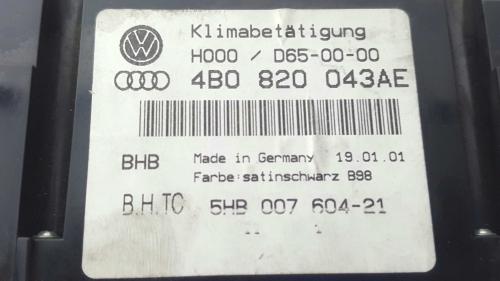 Klimabetätigung
H000 / D65-00-00
4B0 820 043AE
BHB Made in Germany 19.01.01
Farbe:satinschwarz B98
B.H.TC 5HB 007 604-21